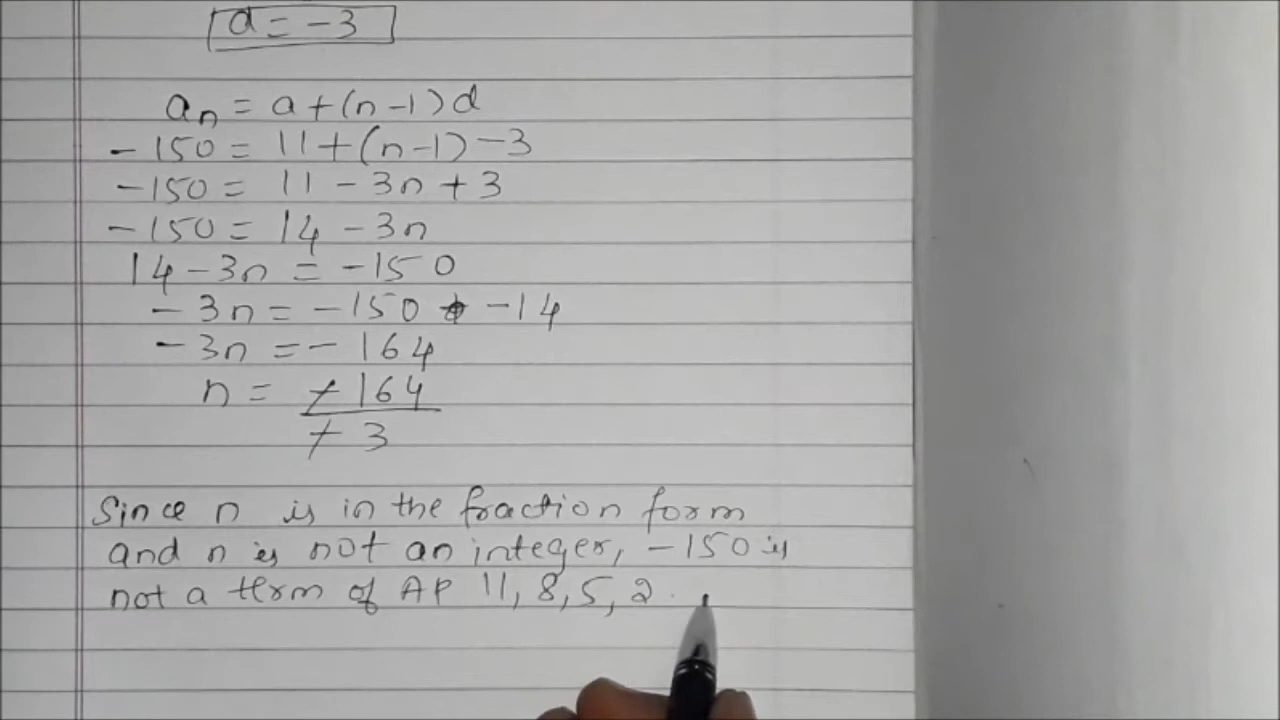 d = -3
aₙ = a + (n - 1) d
- 150 = 11 + (n - 1) - 3
- 150 = 11 - 3n + 3
- 150 = 14 - 3n
14 - 3n = - 150
- 3n = - 150 - 14
- 3n = - 164
n = - 164
- 3
Since n is in the fraction form
and n is not an integer, - 150 is
not a term of AP 11, 8, 5, 2 .